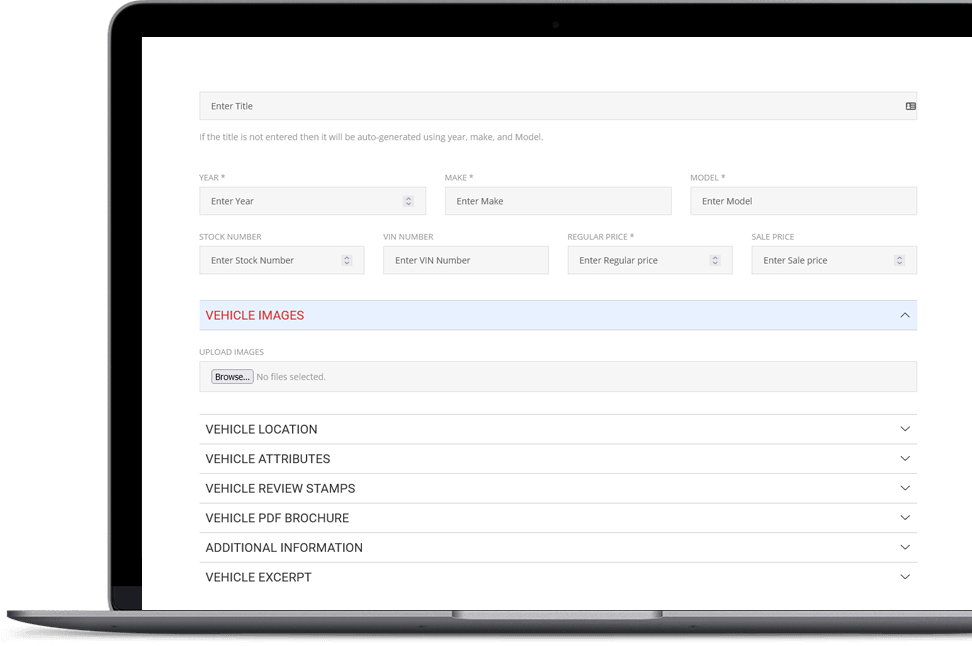 Enter Title
If the title is not entered then it will be auto-generated using year, make, and Model.
YEAR * MAKE * MODEL *
Enter Year Enter Make Enter Model
STOCK NUMBER VIN NUMBER REGULAR PRICE * SALE PRICE
Enter Stock Number Enter VIN Number Enter Regular price Enter Sale price
VEHICLE IMAGES
UPLOAD IMAGES
Browse... No files selected.
VEHICLE LOCATION
VEHICLE ATTRIBUTES
VEHICLE REVIEW STAMPS
VEHICLE PDF BROCHURE
ADDITIONAL INFORMATION
VEHICLE EXCERPT